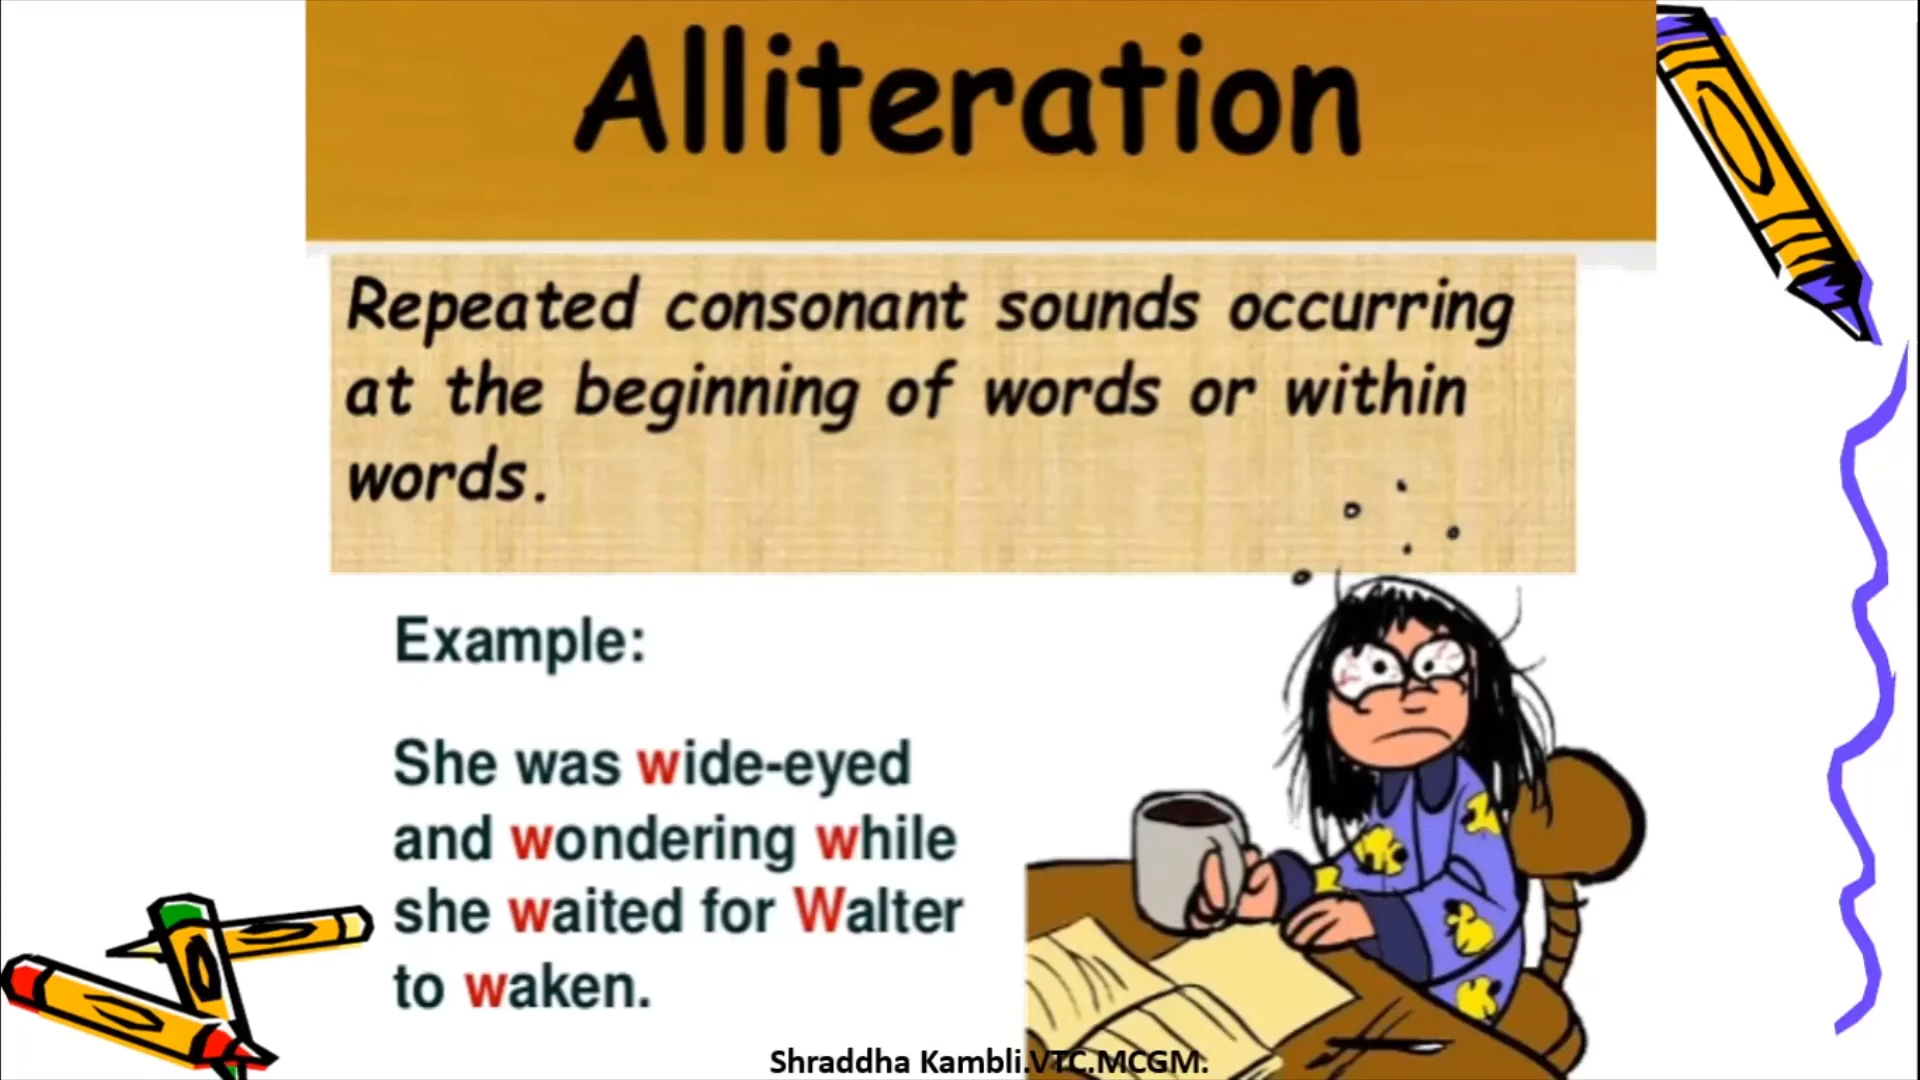 Alliteration
Repeated consonant sounds occurring
at the beginning of words or within
words.
Example:
She was wide-eyed
and wondering while
she waited for Walter
to waken.
Shraddha Kambli.VTC.MCGM.